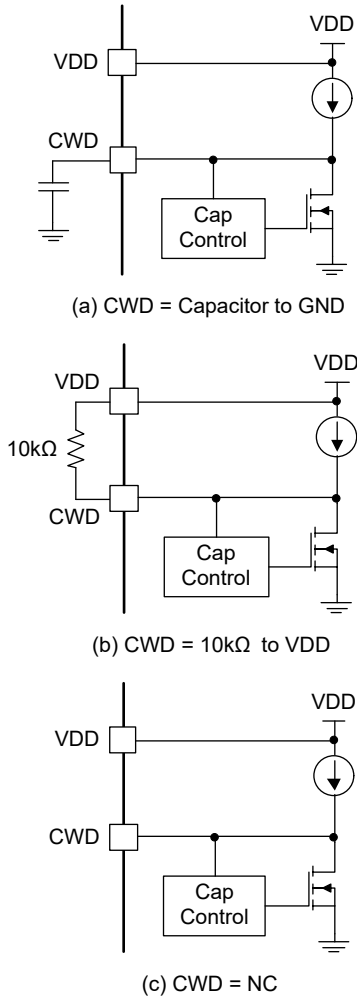 VDD
VDD
CWD
Cap
Control
(a) CWD = Capacitor to GND
VDD
VDD
10kΩ
CWD
Cap
Control
(b) CWD = 10kΩ to VDD
VDD
VDD
CWD
Cap
Control
(c) CWD = NC